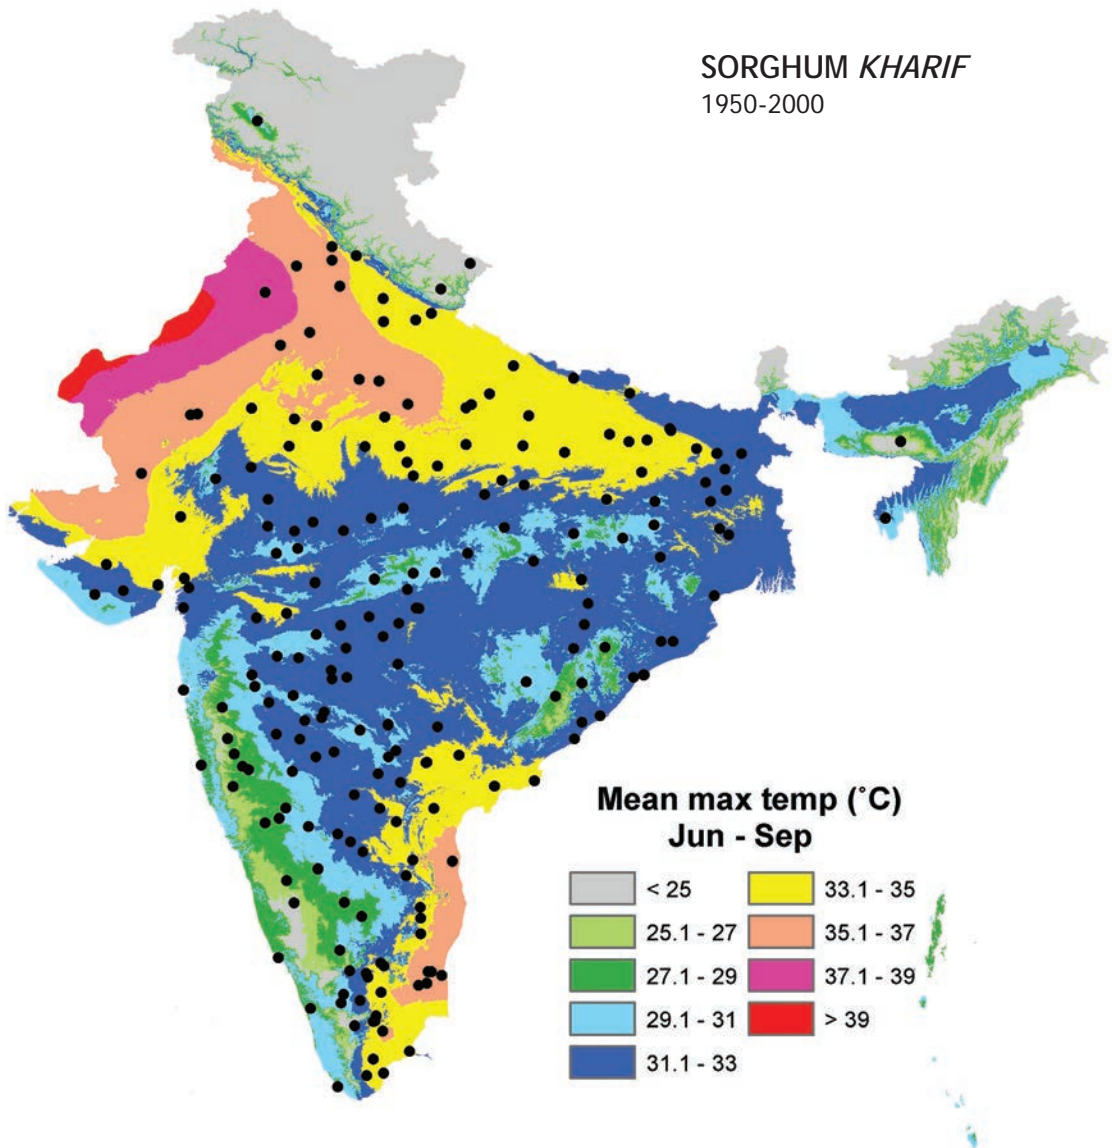 SORGHUM KHARIF
1950-2000
Mean max temp (˚C)
Jun - Sep
< 25
25.1 - 27
27.1 - 29
29.1 - 31
31.1 - 33
33.1 - 35
35.1 - 37
37.1 - 39
> 39